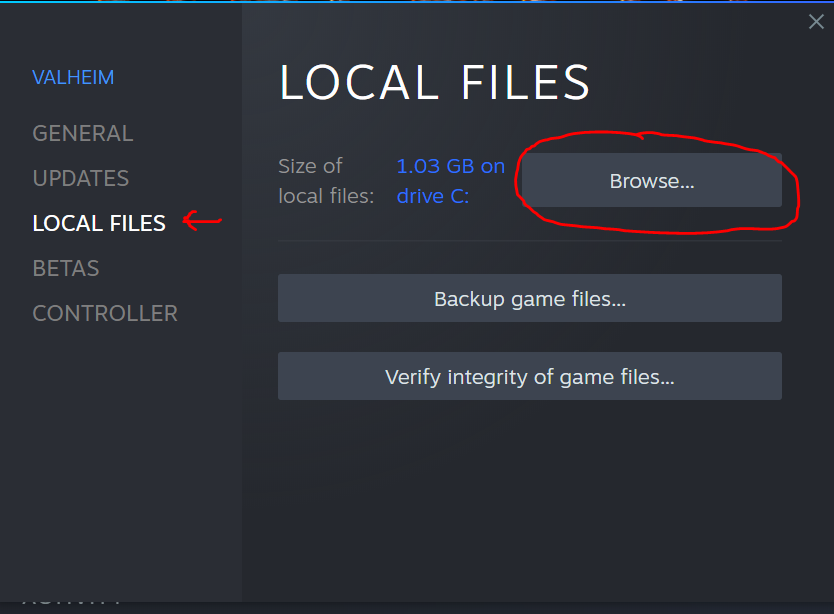 VALHEIM
GENERAL
UPDATES
LOCAL FILES
BETAS
CONTROLLER
LOCAL FILES
Size of
local files:
1.03 GB on
drive C:
Browse...
Backup game files...
Verify integrity of game files...